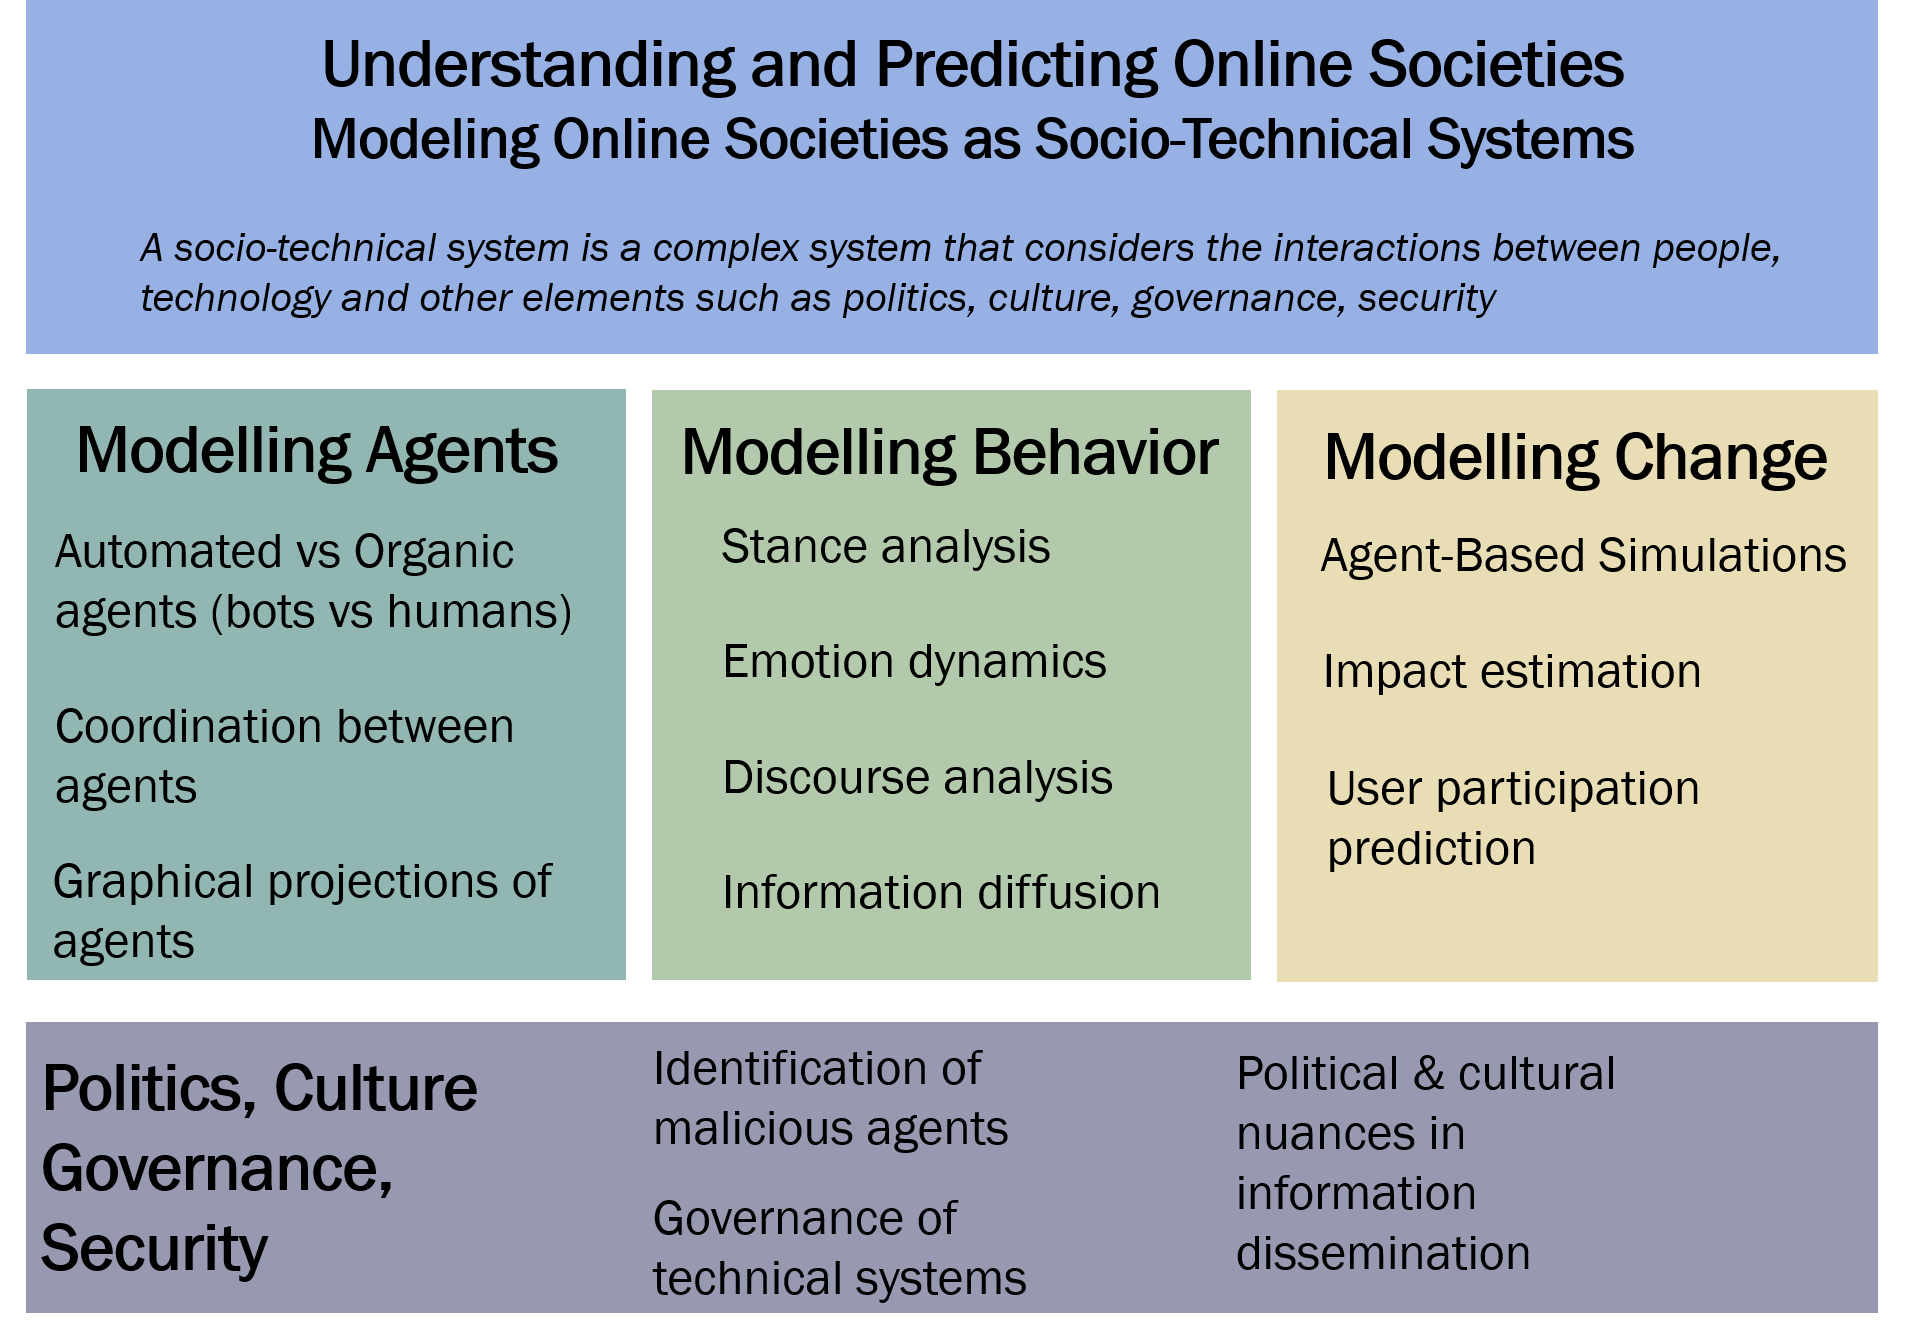 Understanding and Predicting Online Societies
Modeling Online Societies as Socio-Technical Systems
A socio-technical system is a complex system that considers the interactions between people,
technology and other elements such as politics, culture, governance, security
Modelling Agents
Automated vs Organic
agents (bots vs humans)
Coordination between
agents
Graphical projections of
agents
Modelling Behavior
Stance analysis
Emotion dynamics
Discourse analysis
Information diffusion
Modelling Change
Agent-Based Simulations
Impact estimation
User participation
prediction
Politics, Culture
Governance,
Security
Identification of
malicious agents
Governance of
technical systems
Political & cultural
nuances in
information
dissemination